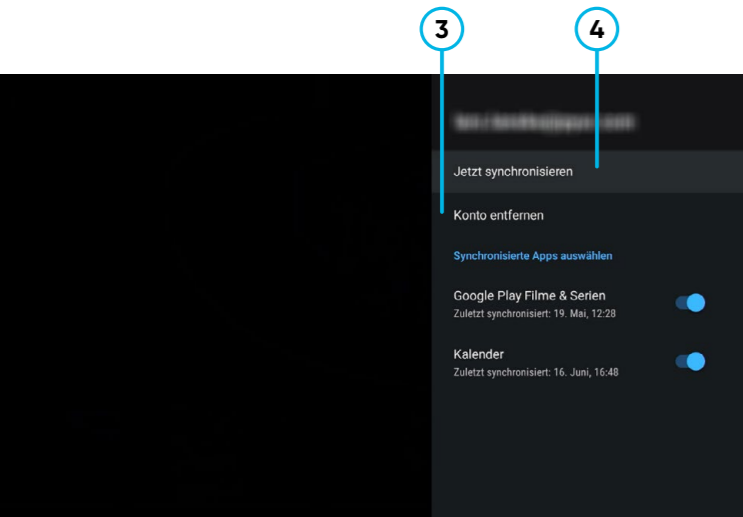 3 4
Jetzt synchronisieren
Konto entfernen
Synchronisierte Apps auswählen
Google Play Filme & Serien
Zuletzt synchronisiert: 19. Mai, 12:28
Kalender
Zuletzt synchronisiert: 16. Juni, 16:48